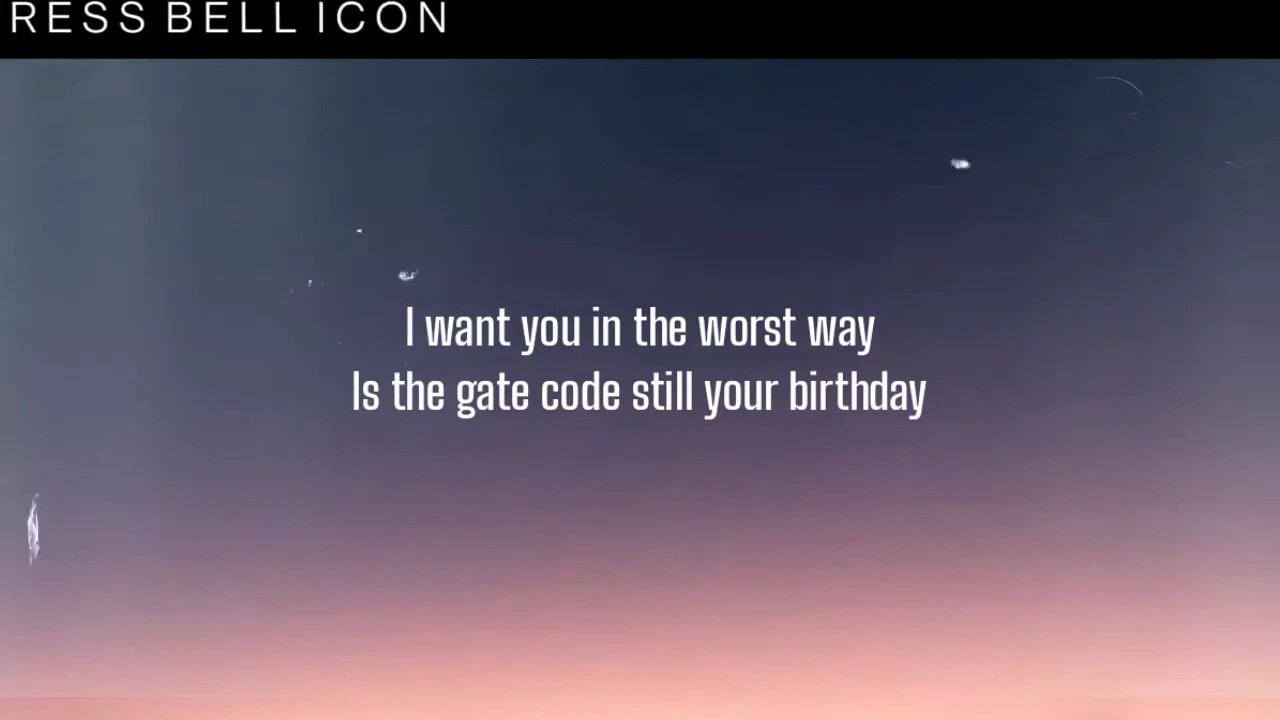 RESS BELL ICON
I want you in the worst way
Is the gate code still your birthday